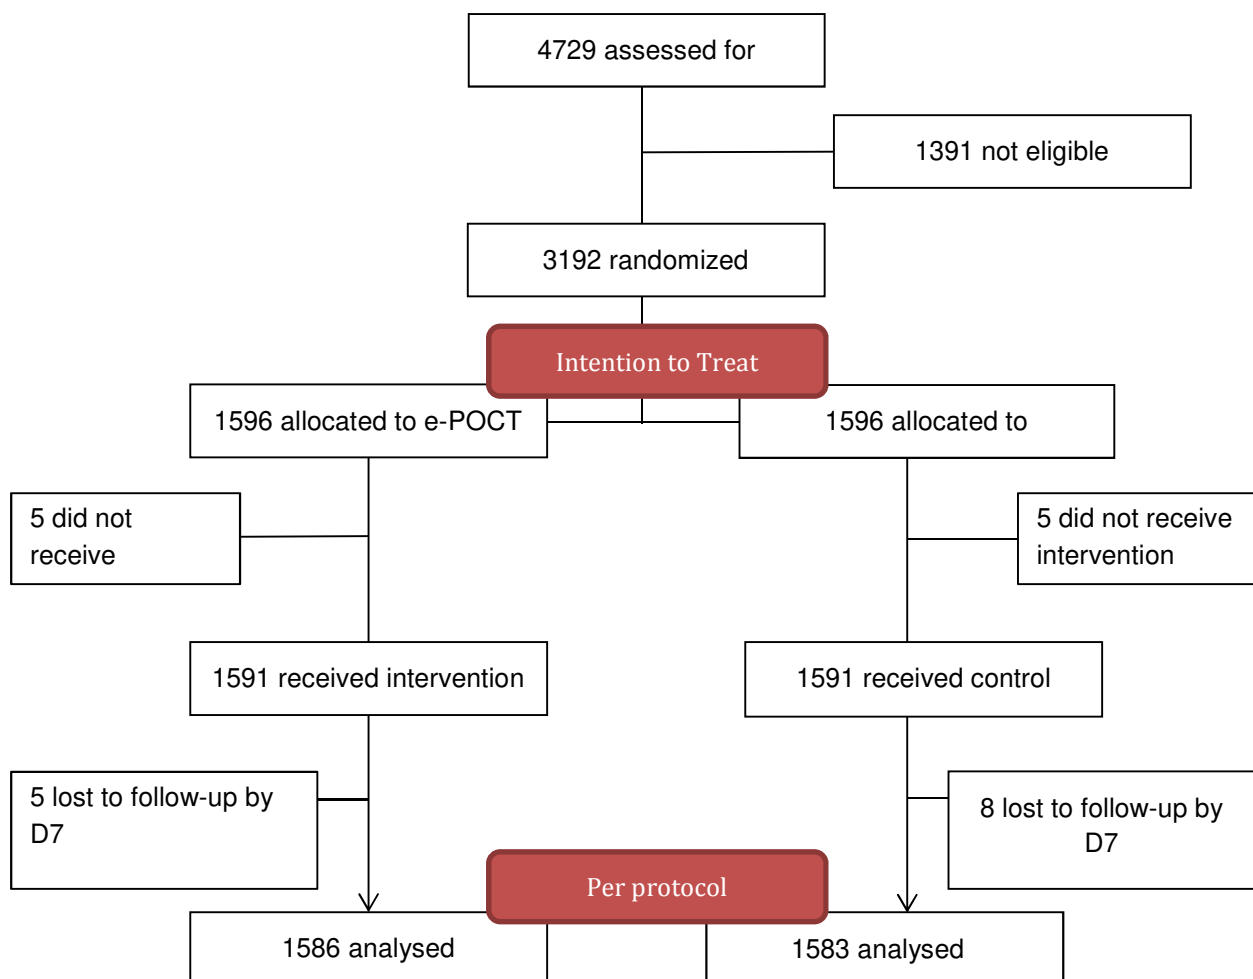 4729 assessed for
1391 not eligible
3192 randomized
Intention to Treat
1596 allocated to e-POCT
1596 allocated to
5 did not
receive
5 did not receive
intervention
1591 received intervention
1591 received control
5 lost to follow-up by
D7
8 lost to follow-up by
D7
Per protocol
1586 analysed
1583 analysed